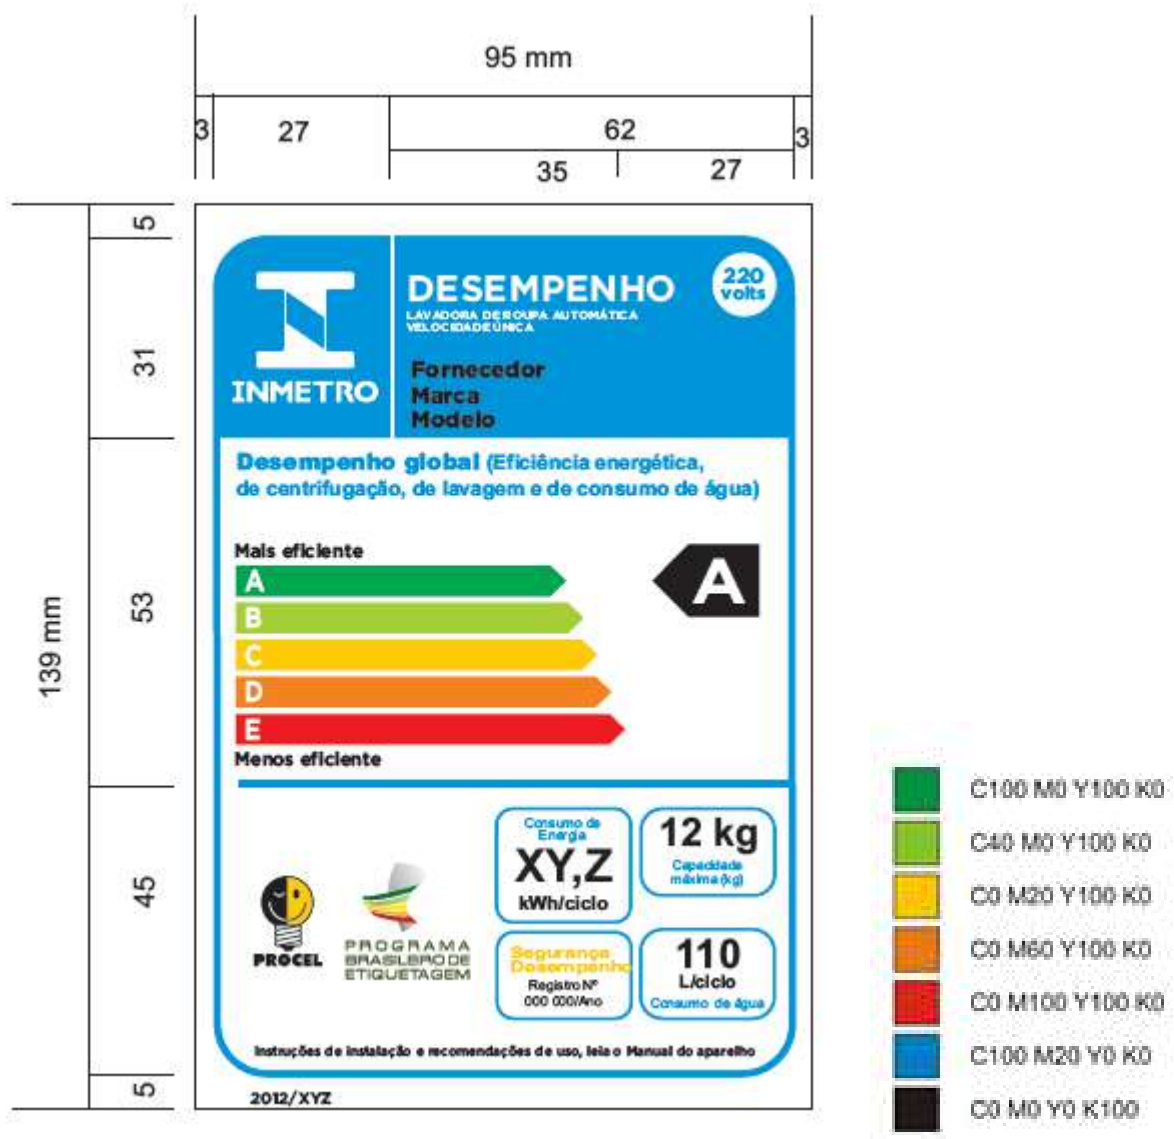 95 mm
3
27
62
3
35
27
5
31
139 mm
53
45
5
INMETRO
DESEMPENHO
LAVADORA DE ROUPA AUTOMÁTICA
VELOCIDADE ÚNICA
220
volts
Fornecedor
Marca
Modelo
Desempenho global (Eficiência energética,
de centrifugação, de lavagem e de consumo de água)
Mais eficiente
A
B
C
D
E
A
Menos eficiente
PROCEL
PROGRAMA
BRASILEIRO DE
ETIQUETAGEM
Consumo de
Energia
XY,Z
kWh/ciclo
12 kg
Capacidade
máxima (kg)
Segurança
Desempenho
Registro Nº
000 000/Ano
110
L/ciclo
Consumo de água
Instruções de instalação e recomendações de uso, leia o Manual do aparelho
2012/XYZ
C100 M0 Y100 K0
C40 M0 Y100 K0
C0 M20 Y100 K0
C0 M60 Y100 K0
C0 M100 Y100 K0
C100 M20 Y0 K0
C0 M0 Y0 K100